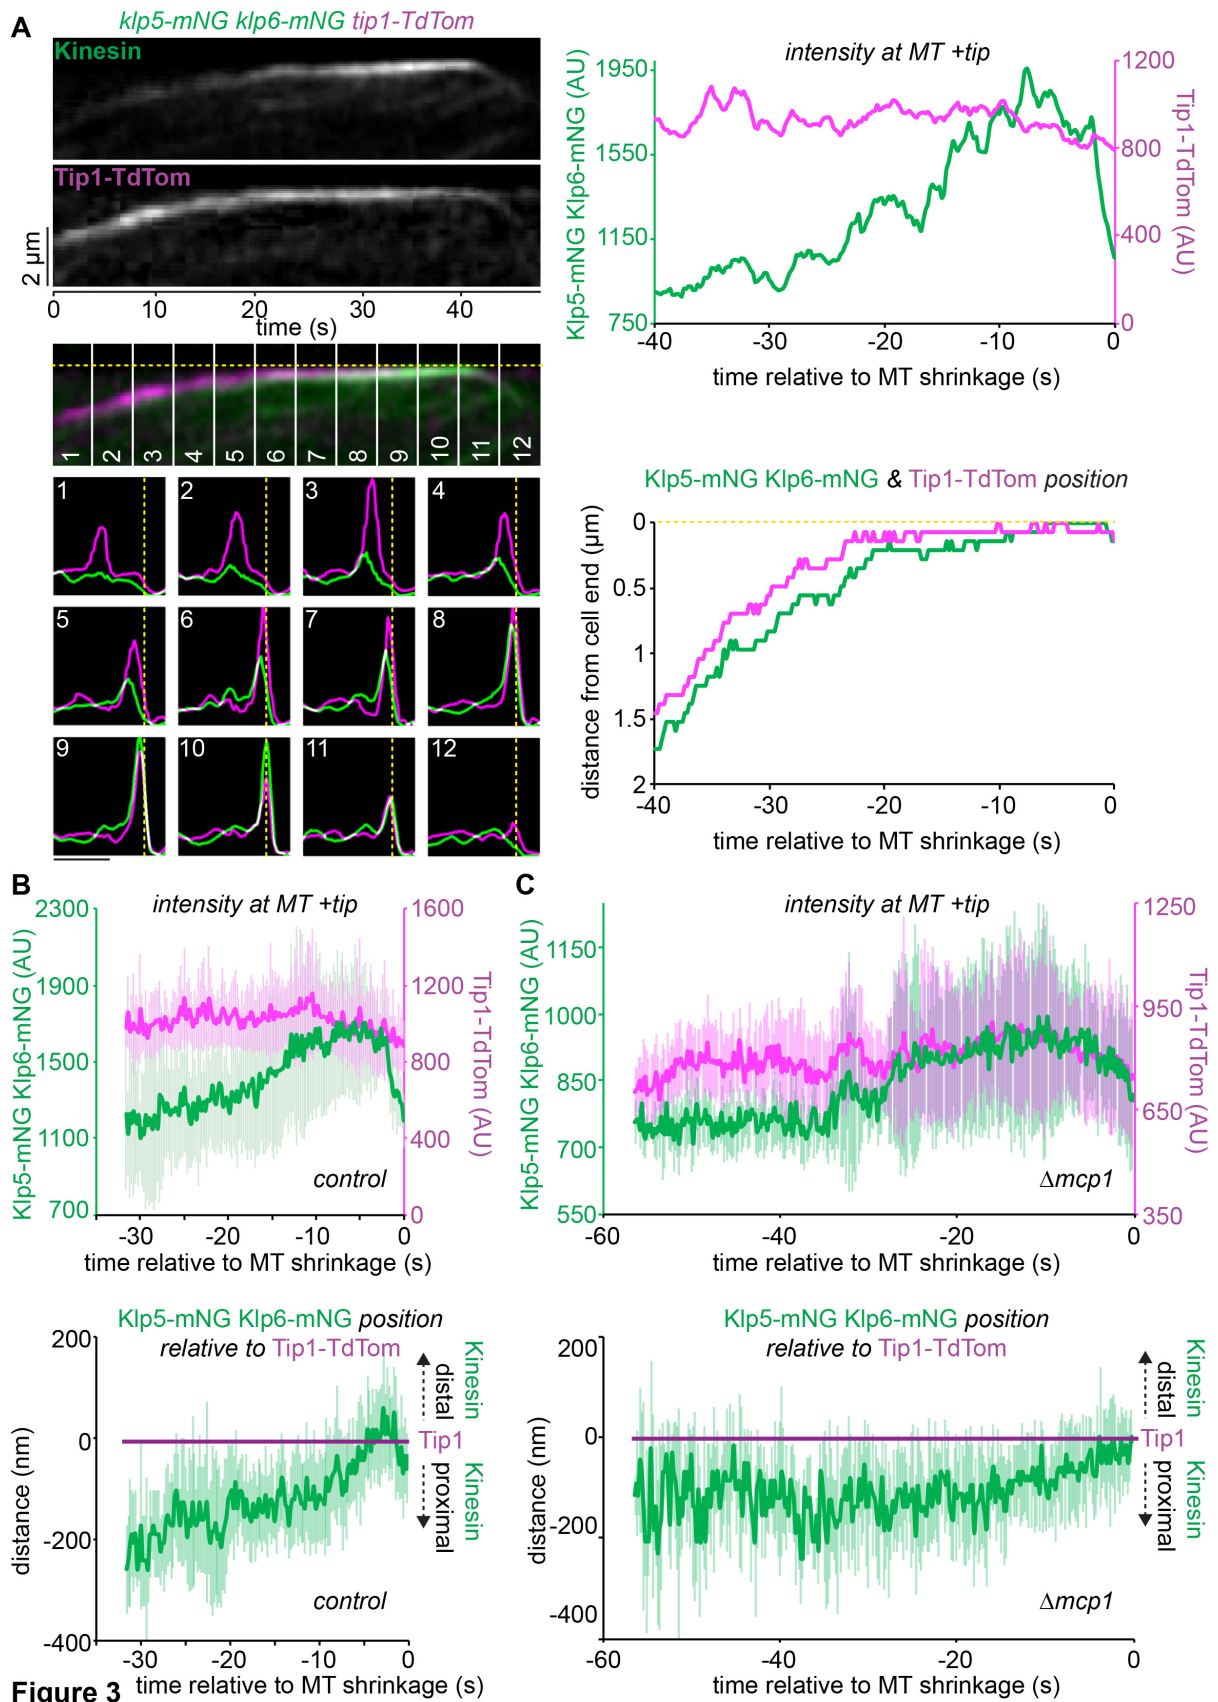 A
klp5-mNG klp6-mNG tip1-TdTom
Kinesin
Tip1-TdTom
2 µm
0 10 20 30 40
time (s)
1 2 3 4 5 6 7 8 9 10 11 12
1 2 3 4
5 6 7 8
9 10 11 12
intensity at MT +tip
Klp5-mNG Klp6-mNG (AU)
1950
1550
1150
750
1200
800
400
0
Tip1-TdTom (AU)
-40 -30 -20 -10 0
time relative to MT shrinkage (s)
Klp5-mNG Klp6-mNG & Tip1-TdTom position
distance from cell end (µm)
0
0.5
1
1.5
2
-40 -30 -20 -10 0
time relative to MT shrinkage (s)
B
intensity at MT +tip
Klp5-mNG Klp6-mNG (AU)
2300
1900
1500
1100
700
1600
1200
800
400
0
Tip1-TdTom (AU)
control
-30 -20 -10 0
time relative to MT shrinkage (s)
Klp5-mNG Klp6-mNG position
relative to Tip1-TdTom
distance (nm)
200
0
-200
-400
Kinesin
distal
Tip1
proximal
Kinesin
control
-30 -20 -10 0
time relative to MT shrinkage (s)
C
intensity at MT +tip
Klp5-mNG Klp6-mNG (AU)
1150
1000
850
700
550
1250
950
650
350
Tip1-TdTom (AU)
Δmcp1
-60 -40 -20 0
time relative to MT shrinkage (s)
Klp5-mNG Klp6-mNG position
relative to Tip1-TdTom
distance (nm)
200
0
-200
-400
Kinesin
distal
Tip1
proximal
Kinesin
Δmcp1
-60 -40 -20 0
time relative to MT shrinkage (s)
Figure 3